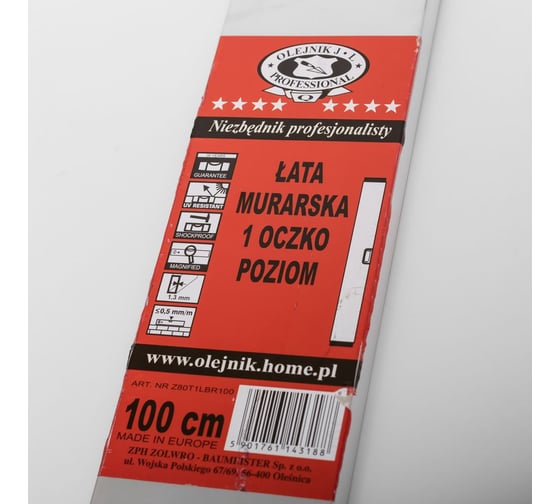 OLEJNIK J. L.
PROFESSIONAL
Niezbędnik profesjonalisty
ŁATA
MURARSKA
1 OCZKO
POZIOM
GUARANTEE
UV RESISTANT
SHOCKPROOF
MAGNIFIED
1,3 mm
≤0,5 mm/m
www.olejnik.home.pl
ART. NR Z80T1LBR100
100 cm
MADE IN EUROPE
5 901761 143188
ZPH ZOLWRO - BAUMEISTER Sp. z o.o.
ul. Wojska Polskiego 67/69, 56-400 Oleśnica